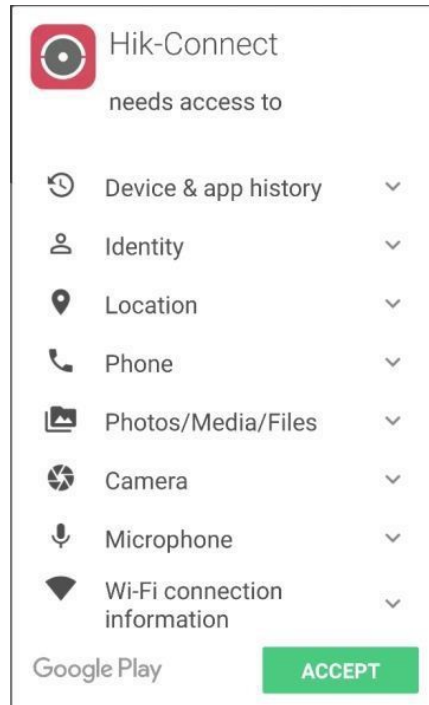 Hik-Connect
needs access to
Device & app history
Identity
Location
Phone
Photos/Media/Files
Camera
Microphone
Wi-Fi connection
information
Google Play
ACCEPT